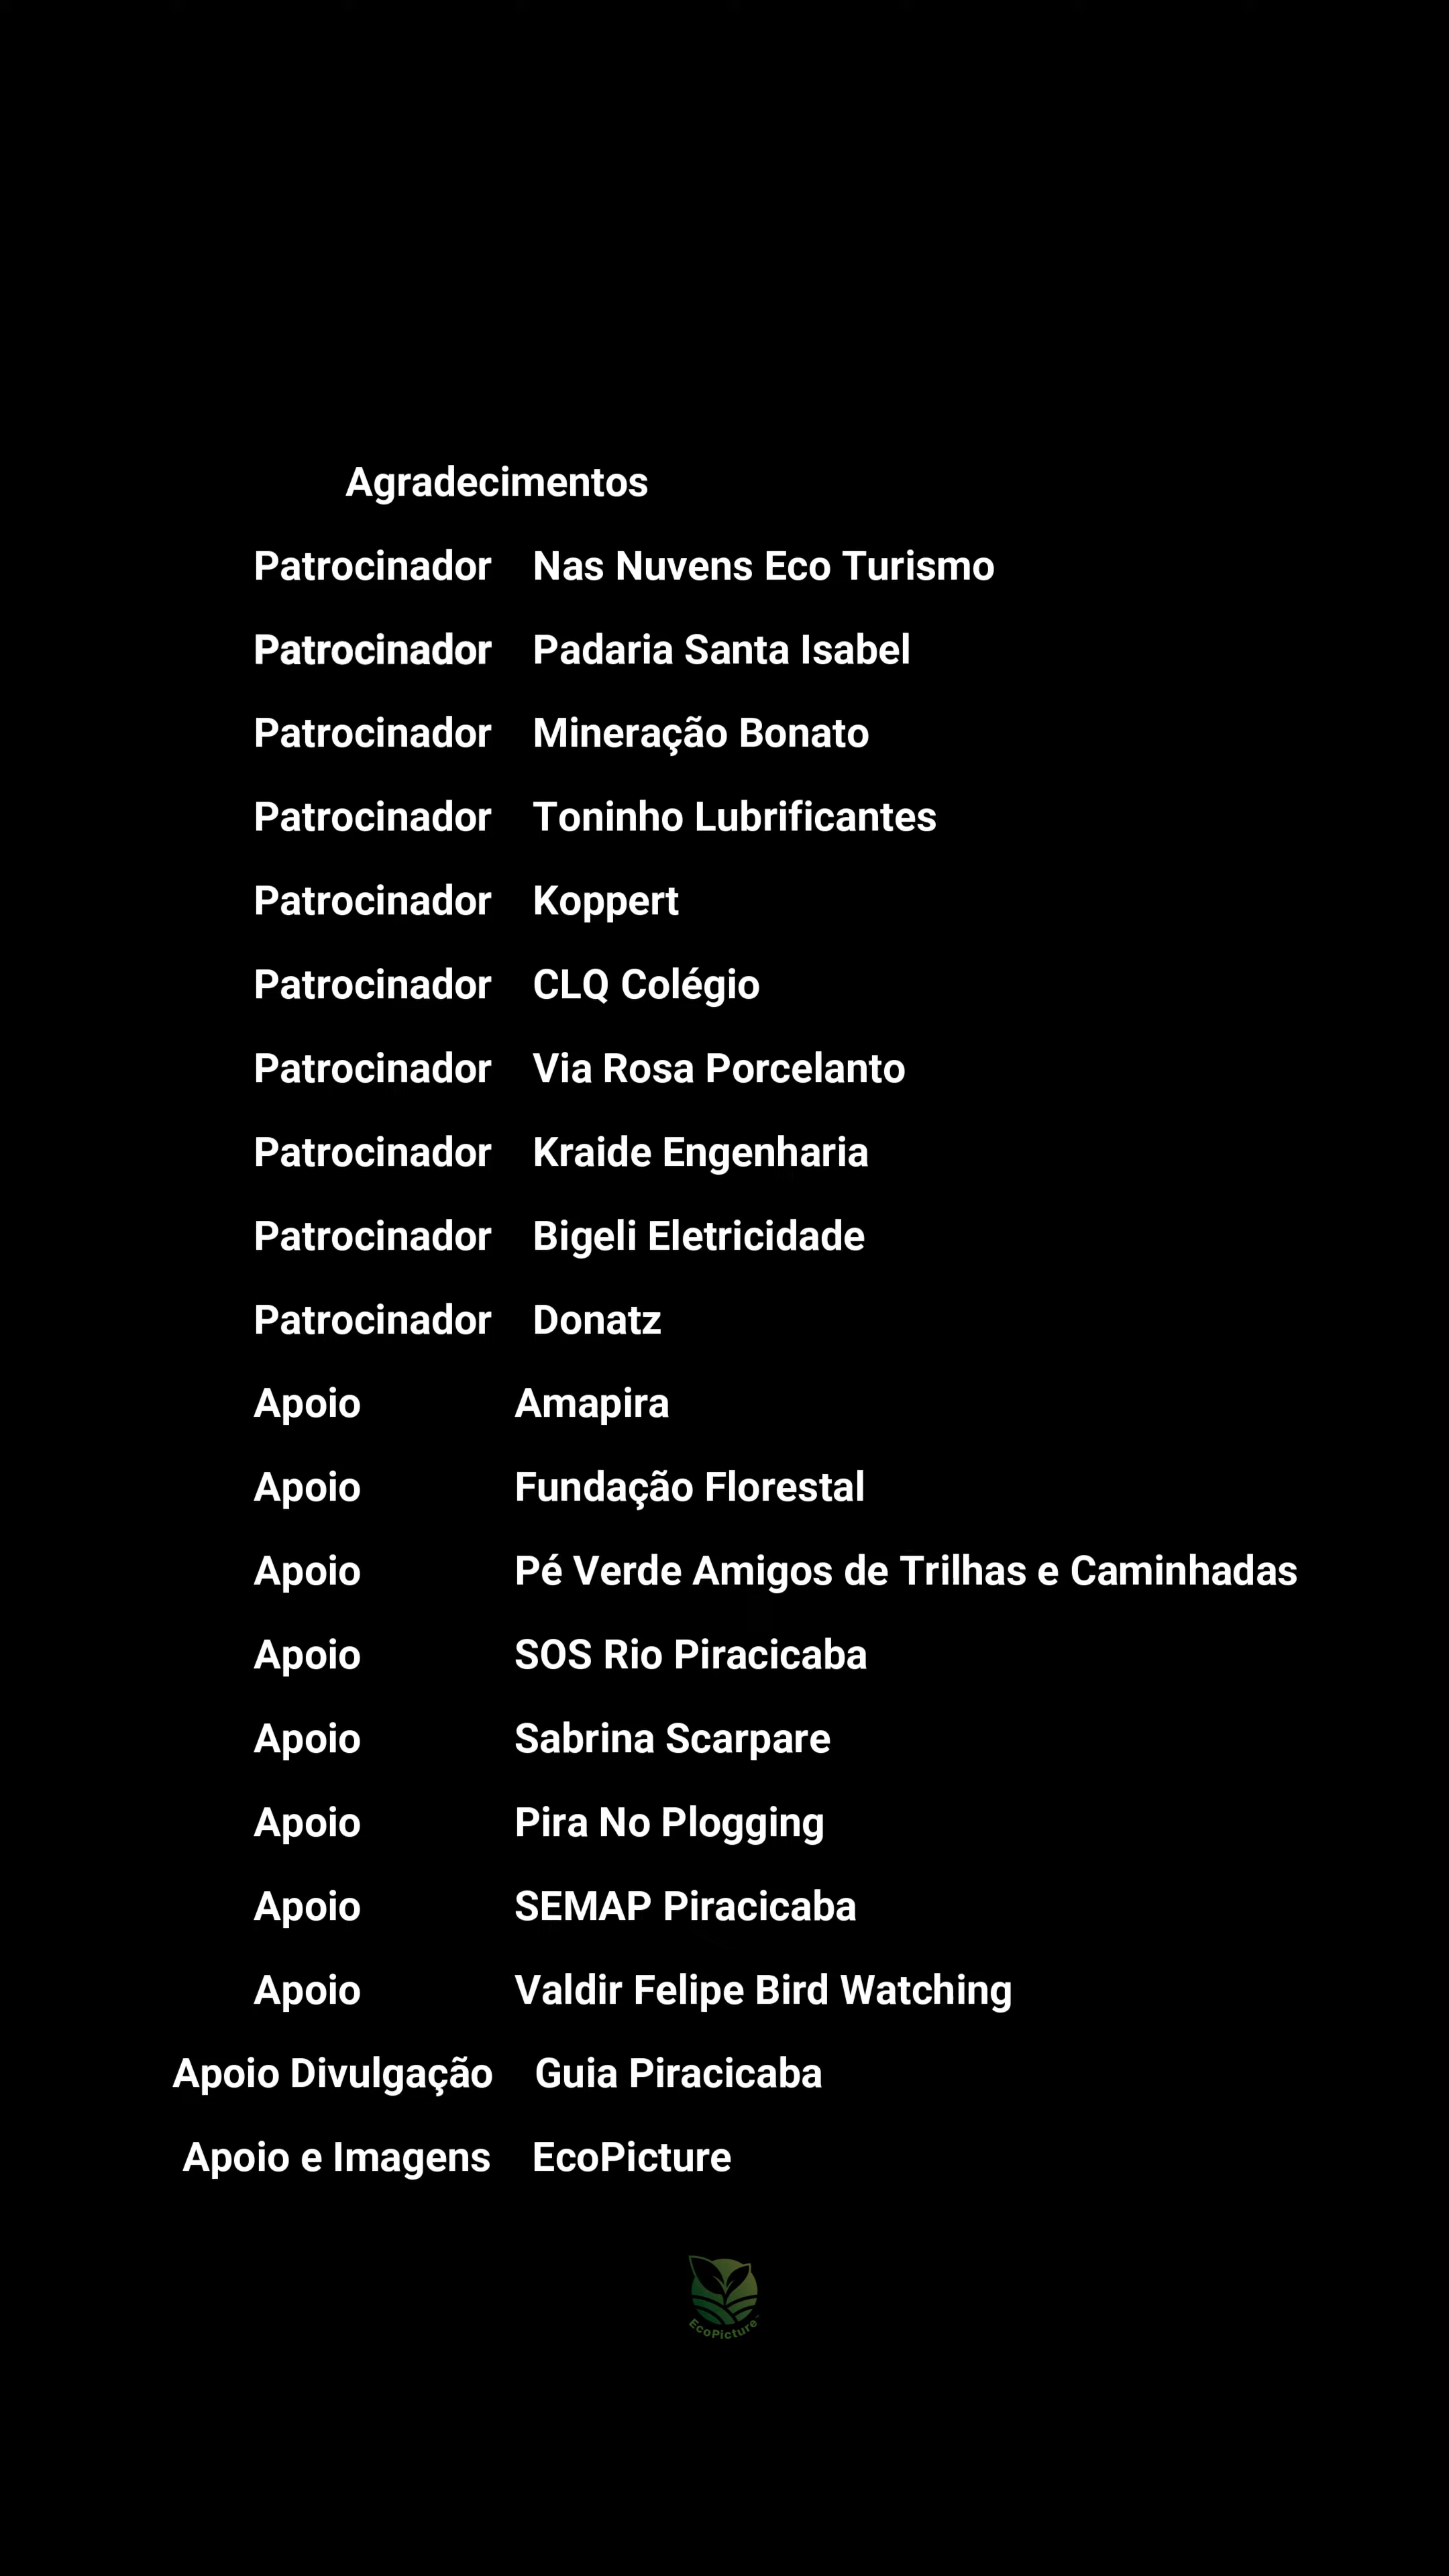 Agradecimentos
Patrocinador Nas Nuvens Eco Turismo
Patrocinador Padaria Santa Isabel
Patrocinador Mineração Bonato
Patrocinador Toninho Lubrificantes
Patrocinador Koppert
Patrocinador CLQ Colégio
Patrocinador Via Rosa Porcelanto
Patrocinador Kraide Engenharia
Patrocinador Bigeli Eletricidade
Patrocinador Donatz
Apoio Amapira
Apoio Fundação Florestal
Apoio Pé Verde Amigos de Trilhas e Caminhadas
Apoio SOS Rio Piracicaba
Apoio Sabrina Scarpare
Apoio Pira No Plogging
Apoio SEMAP Piracicaba
Apoio Valdir Felipe Bird Watching
Apoio Divulgação Guia Piracicaba
Apoio e Imagens EcoPicture
EcoPicture